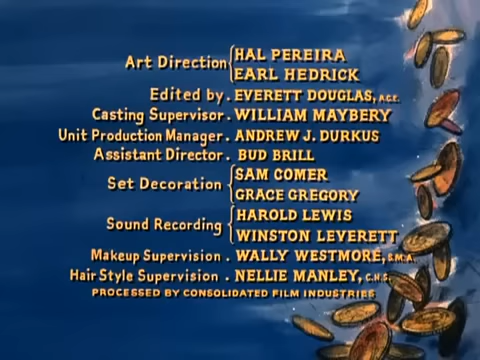 Art Direction { HAL PEREIRA
EARL HEDRICK
Edited by . EVERETT DOUGLAS, A.C.E.
Casting Supervisor . WILLIAM MAYBERY
Unit Production Manager . ANDREW J. DURKUS
Assistant Director . BUD BRILL
Set Decoration { SAM COMER
GRACE GREGORY
Sound Recording { HAROLD LEWIS
WINSTON LEVERETT
Makeup Supervision . WALLY WESTMORE, S.M.A.
Hair Style Supervision . NELLIE MANLEY, C.H.S.
PROCESSED BY CONSOLIDATED FILM INDUSTRIES